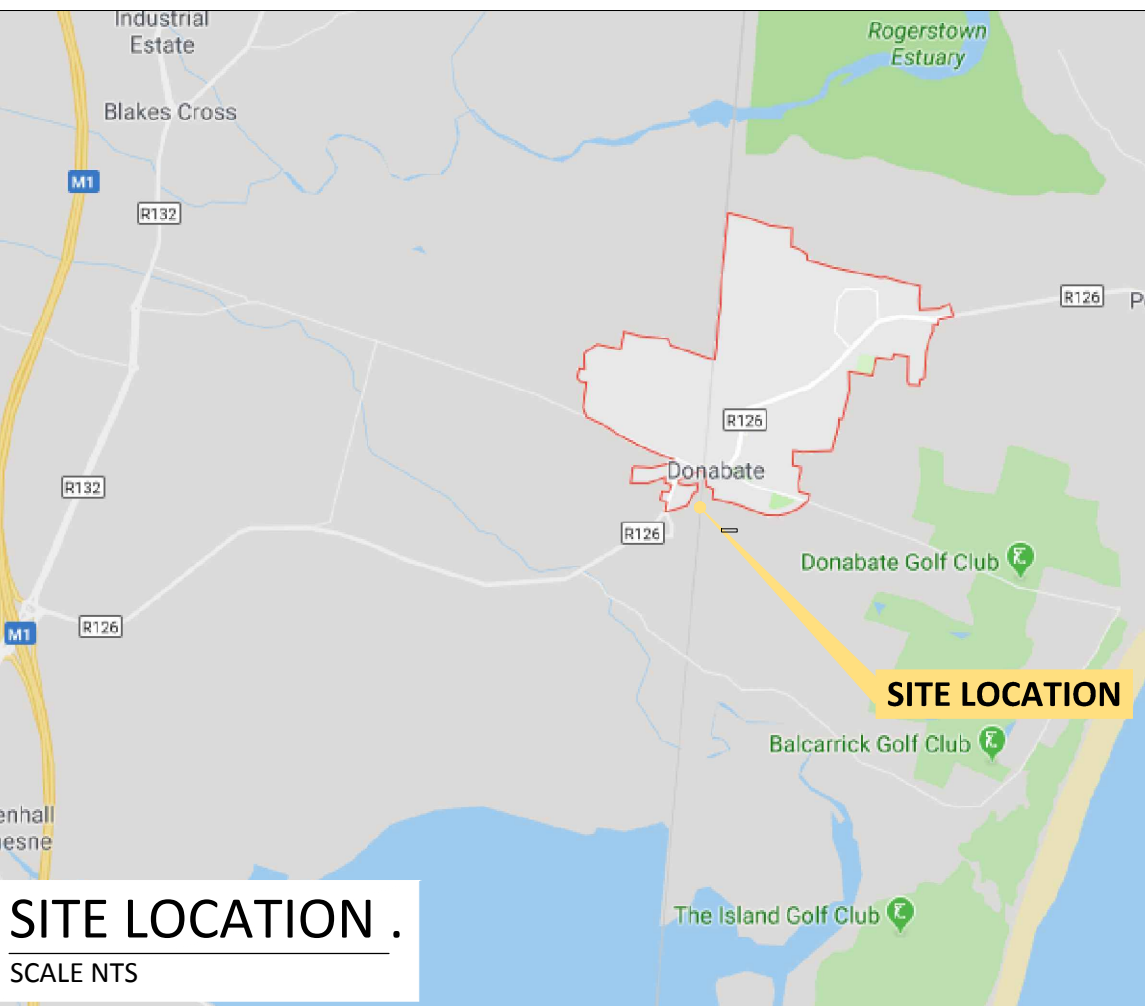 Industrial
Estate
Rogerstown
Estuary
Blakes Cross
M1
R132
R126
R126
Donabate
R132
R126
Donabate Golf Club
M1
R126
SITE LOCATION
Balcarrick Golf Club
enhall
SITE LOCATION .
SCALE NTS
The Island Golf Club